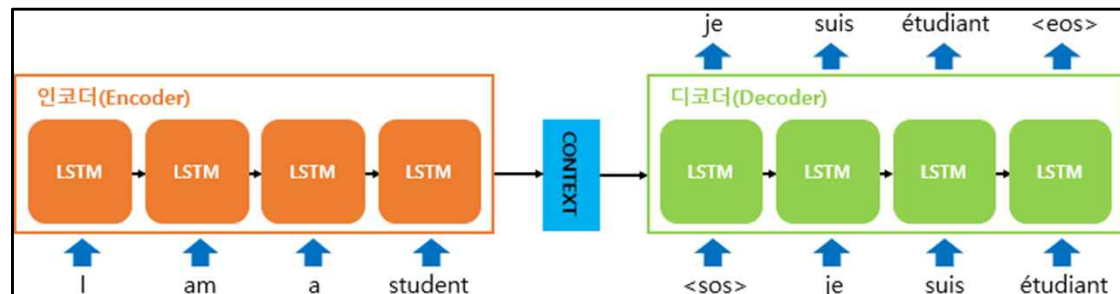 je suis étudiant <eos>
인코더(Encoder)
LSTM LSTM LSTM LSTM
CONTEXT
디코더(Decoder)
LSTM LSTM LSTM LSTM
I am a student
<sos> je suis étudiant